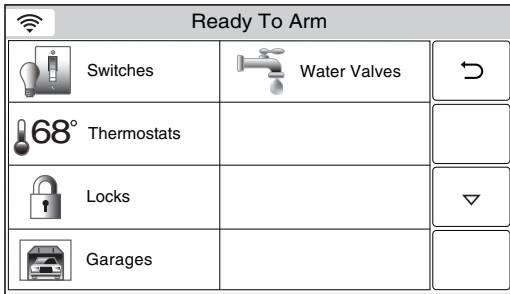 Ready To Arm
Switches
Water Valves
68° Thermostats
Locks
Garages